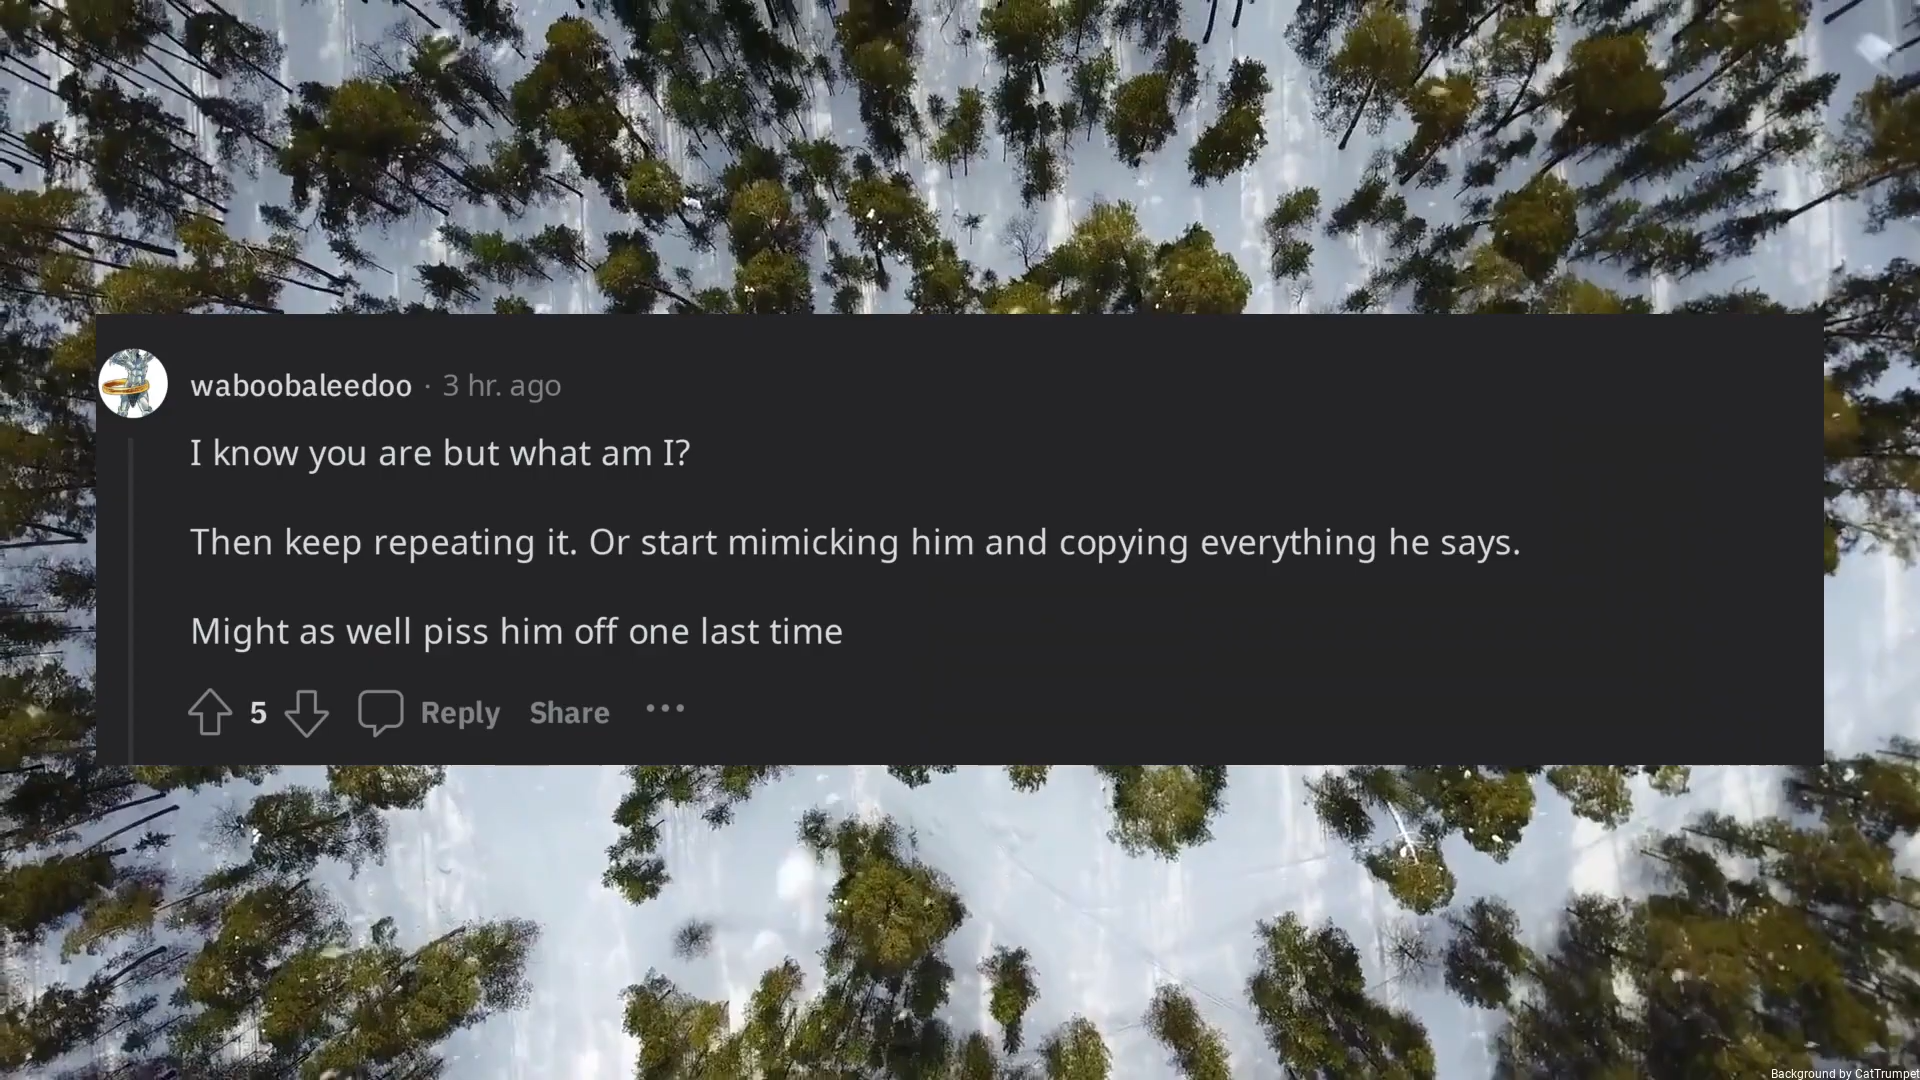 waboobaleedoo · 3 hr. ago
I know you are but what am I?
Then keep repeating it. Or start mimicking him and copying everything he says.
Might as well piss him off one last time
5 Reply Share ...
Background by CatTrumpet